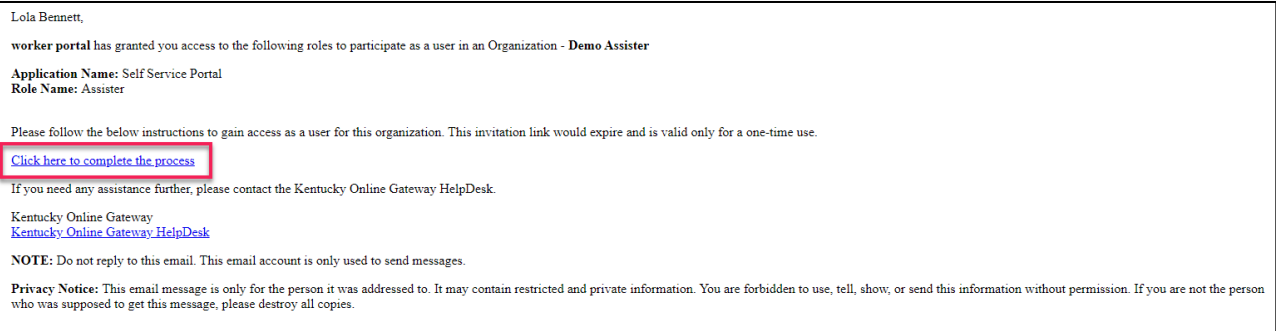 Lola Bennett,
worker portal has granted you access to the following roles to participate as a user in an Organization - Demo Assister
Application Name: Self Service Portal
Role Name: Assister
Please follow the below instructions to gain access as a user for this organization. This invitation link would expire and is valid only for a one-time use.
Click here to complete the process
If you need any assistance further, please contact the Kentucky Online Gateway HelpDesk.
Kentucky Online Gateway
Kentucky Online Gateway HelpDesk
NOTE: Do not reply to this email. This email account is only used to send messages.
Privacy Notice: This email message is only for the person it was addressed to. It may contain restricted and private information. You are forbidden to use, tell, show, or send this information without permission. If you are not the person
who was supposed to get this message, please destroy all copies.